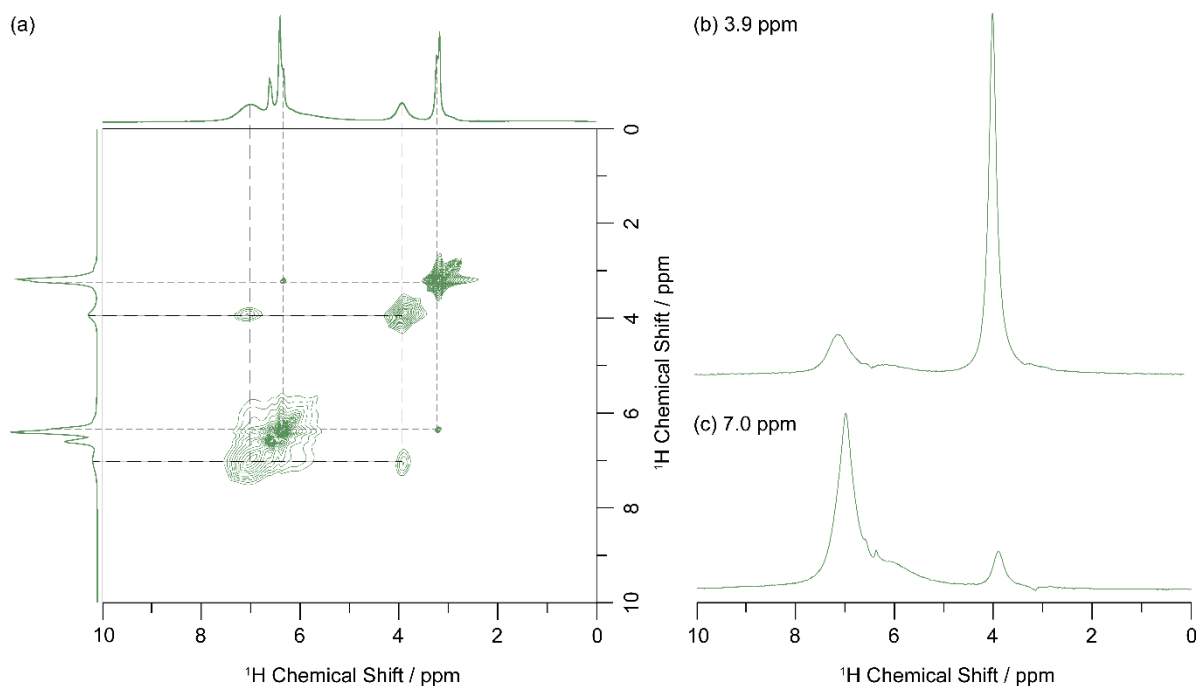 (a)
0
2
4
6
8
10
10 8 6 4 2 0
¹H Chemical Shift / ppm
¹H Chemical Shift / ppm
(b) 3.9 ppm
(c) 7.0 ppm
10 8 6 4 2 0
¹H Chemical Shift / ppm